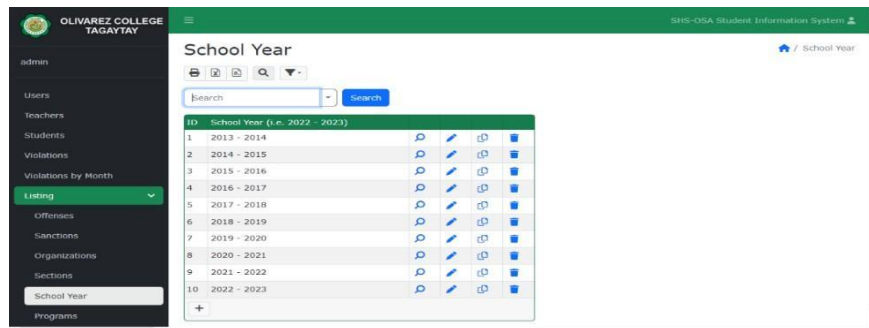 OLIVAREZ COLLEGE
TAGAYTAY
SHS-OSA Student Information System
admin
Users
Teachers
Students
Violations
Violations by Month
Listing
Offenses
Sanctions
Organizations
Sections
School Year
Programs
School Year
/ School Year
Search
Search
ID School Year (i.e. 2022 - 2023)
1 2013 - 2014
2 2014 - 2015
3 2015 - 2016
4 2016 - 2017
5 2017 - 2018
6 2018 - 2019
7 2019 - 2020
8 2020 - 2021
9 2021 - 2022
10 2022 - 2023
+